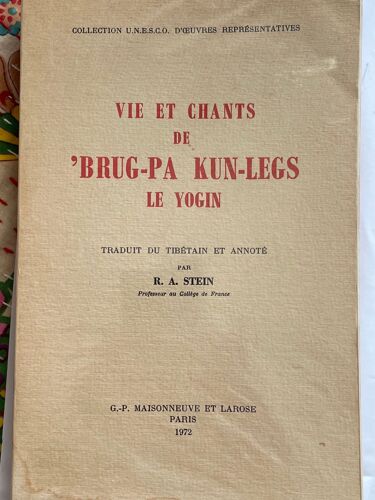 COLLECTION U.N.E.S.C.O. D'ŒUVRES REPRÉSENTATIVES
VIE ET CHANTS
DE
'BRUG-PA KUN-LEGS
LE YOGIN
TRADUIT DU TIBÉTAIN ET ANNOTÉ
PAR
R. A. STEIN
Professeur au Collège de France
G.-P. MAISONNEUVE ET LAROSE
PARIS
1972